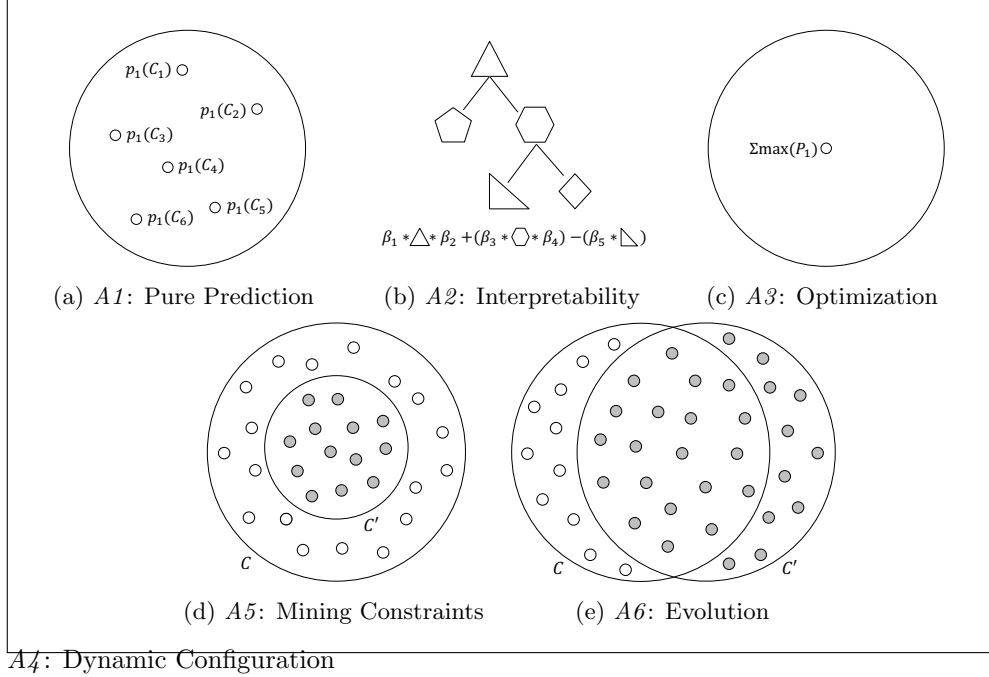 p₁(C₁)
p₁(C₂)
p₁(C₃)
p₁(C₄)
p₁(C₅)
p₁(C₆)
β₁ *△* β₂ +(β₃ *⬡* β₄) −(β₅ *◺)
Σmax(P₁)
(a) A1: Pure Prediction
(b) A2: Interpretability
(c) A3: Optimization
C
C′
C
C′
(d) A5: Mining Constraints
(e) A6: Evolution
A4: Dynamic Configuration